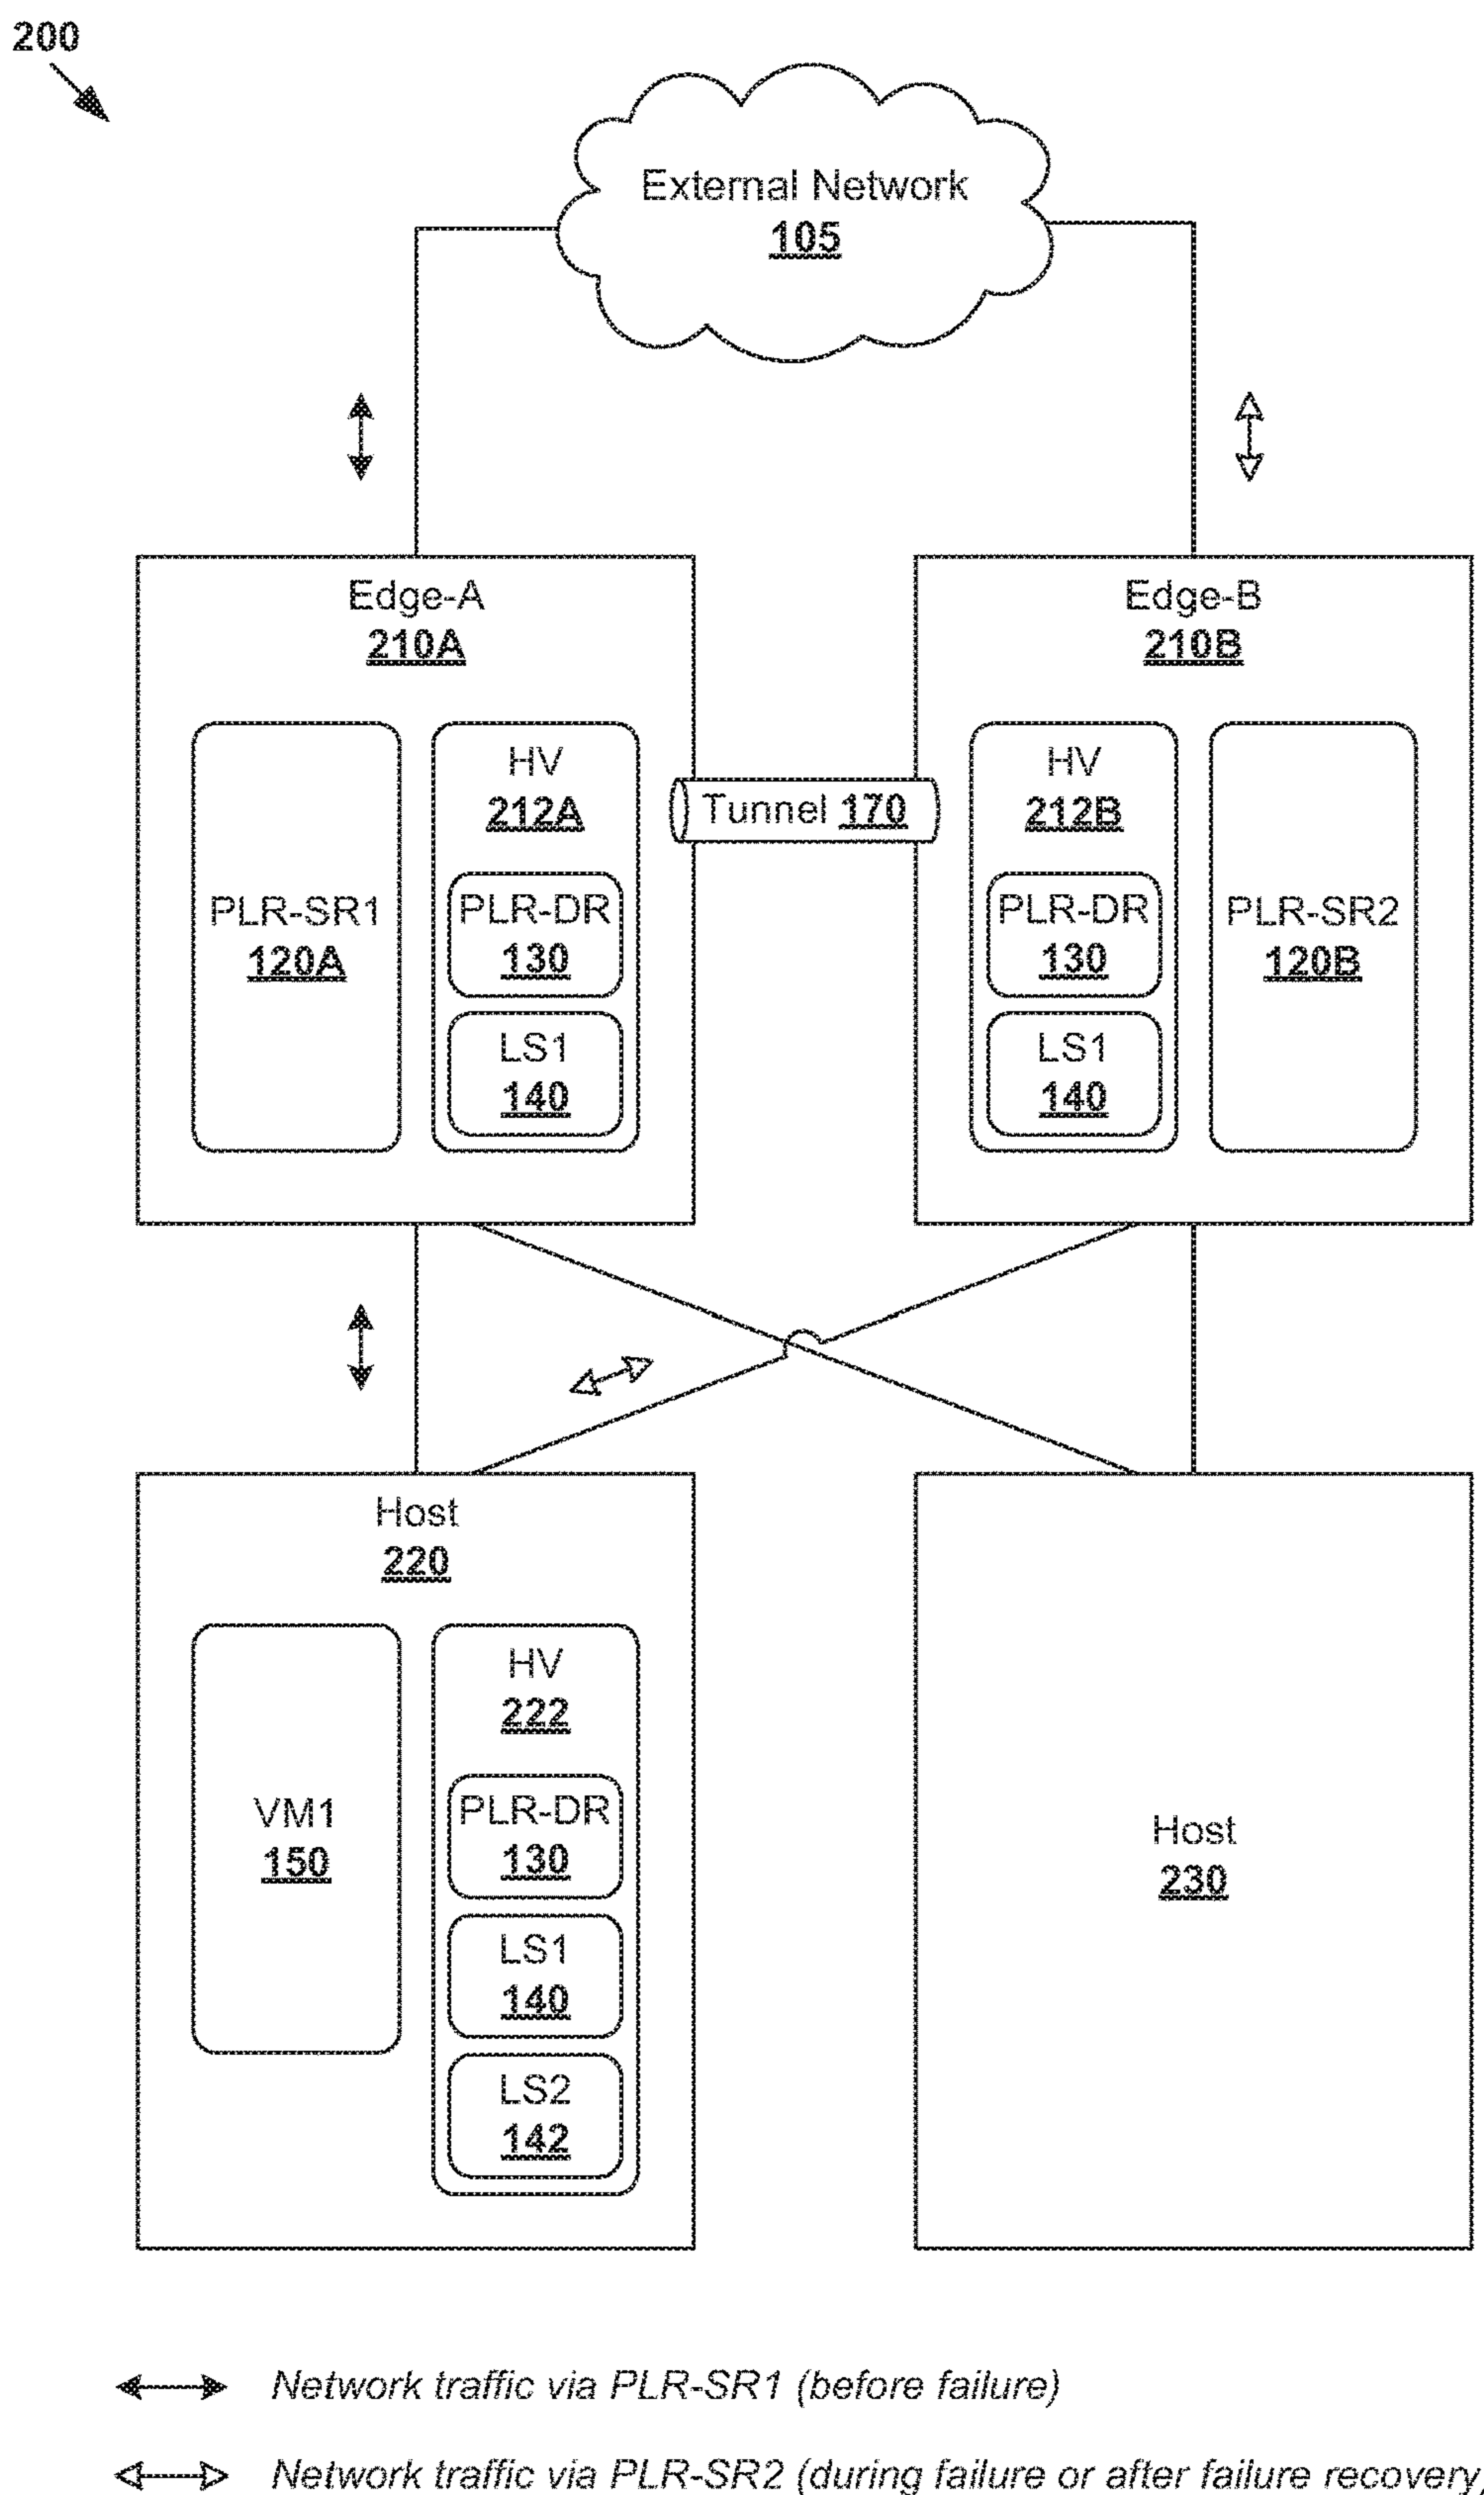 200
External Network
105
Edge-A
210A
Edge-B
210B
PLR-SR1
120A
HV
212A
PLR-DR
130
LS1
140
Tunnel 170
HV
212B
PLR-DR
130
LS1
140
PLR-SR2
120B
Host
220
VM1
150
HV
222
PLR-DR
130
LS1
140
LS2
142
Host
230
Network traffic via PLR-SR1 (before failure)
Network traffic via PLR-SR2 (during failure or after failure recovery)